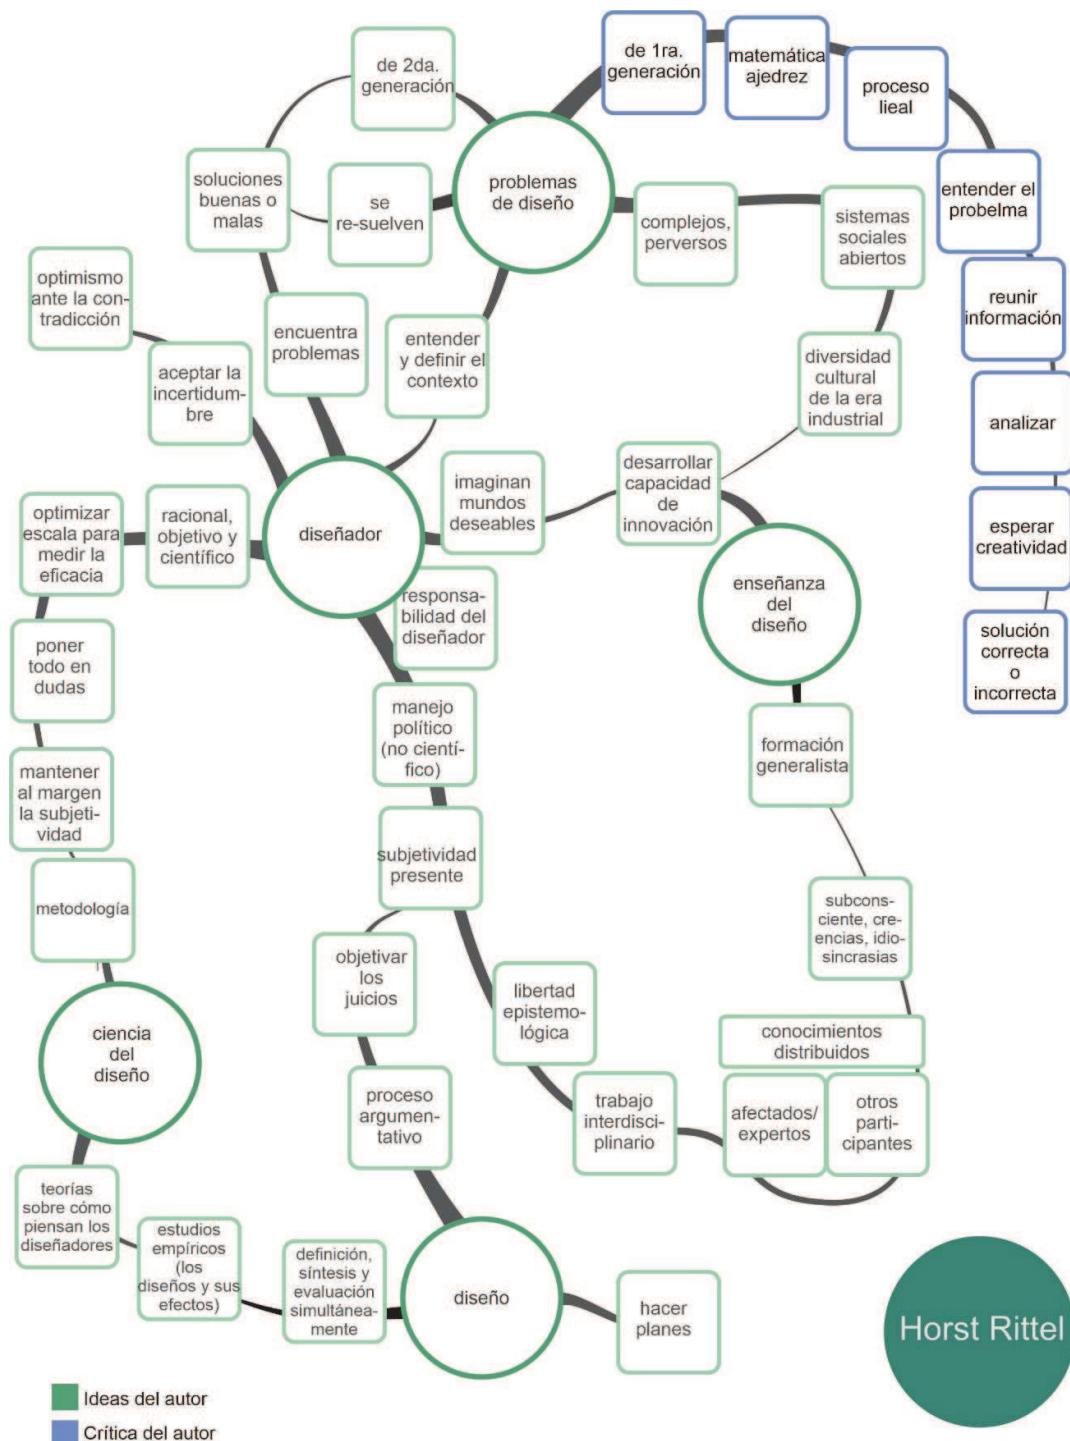 de 2da.
generación
de 1ra.
generación
matemática
ajedrez
proceso
lieal
soluciones
buenas o
malas
se
re-suelven
problemas
de diseño
complejos,
perversos
sistemas
sociales
abiertos
entender el
probelma
optimismo
ante la con-
tradicción
encuentra
problemas
entender
y definir el
contexto
reunir
información
aceptar la
incertidum-
bre
diversidad
cultural
de la era
industrial
analizar
imaginan
mundos
deseables
desarrollar
capacidad
de
innovación
optimizar
escala para
medir la
eficacia
racional,
objetivo y
científico
diseñador
esperar
creatividad
enseñanza
del
diseño
responsa-
bilidad del
diseñador
poner
todo en
dudas
solución
correcta
o
incorrecta
manejo
político
(no cientí-
fico)
formación
generalista
mantener
al margen
la subjeti-
vidad
subjetividad
presente
metodología
subcons-
ciente, cre-
encias, idio-
sincrasias
objetivar
los
juicios
libertad
epistemo-
lógica
ciencia
del
diseño
conocimientos
distribuidos
proceso
argumen-
tativo
trabajo
interdisci-
plinario
afectados/
expertos
otros
parti-
cipantes
teorías
sobre cómo
piensan los
diseñadores
estudios
empíricos
(los
diseños y sus
efectos)
definición,
síntesis y
evaluación
simultánea-
mente
diseño
hacer
planes
Horst Rittel
Ideas del autor
Crítica del autor